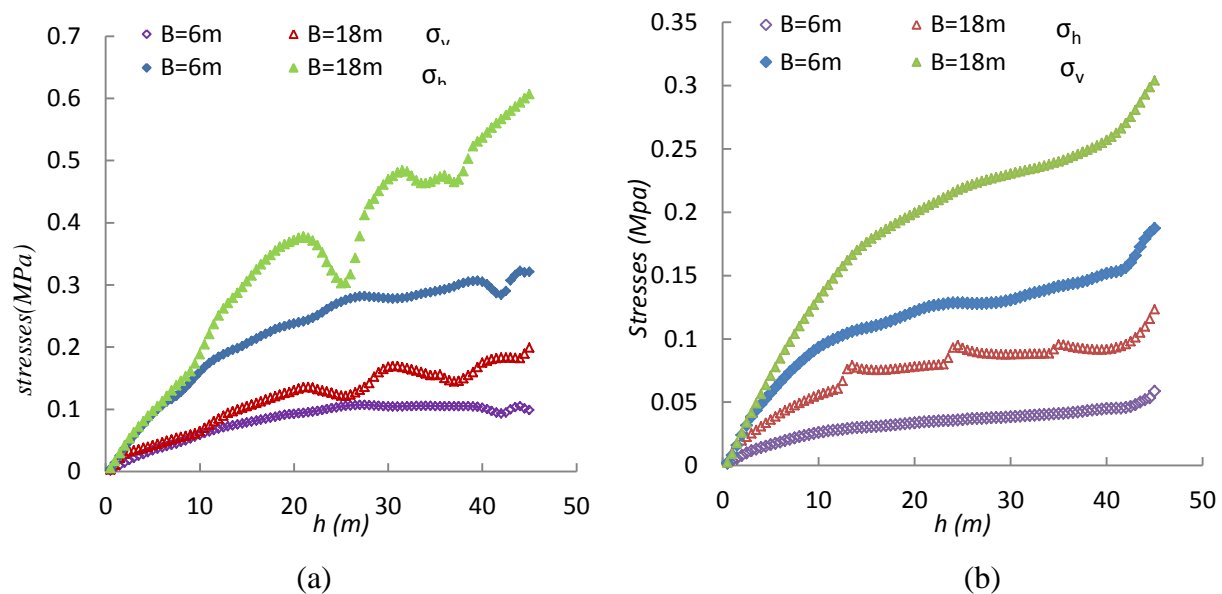 B=6m B=18m σv
B=6m B=18m σh
0.7
0.6
0.5
0.4
0.3
0.2
0.1
0
stresses(MPa)
0 10 20 30 40 50
h (m)
(a)
B=6m B=18m σh
B=6m B=18m σv
0.35
0.3
0.25
0.2
0.15
0.1
0.05
0
Stresses (Mpa)
0 10 20 30 40 50
h (m)
(b)